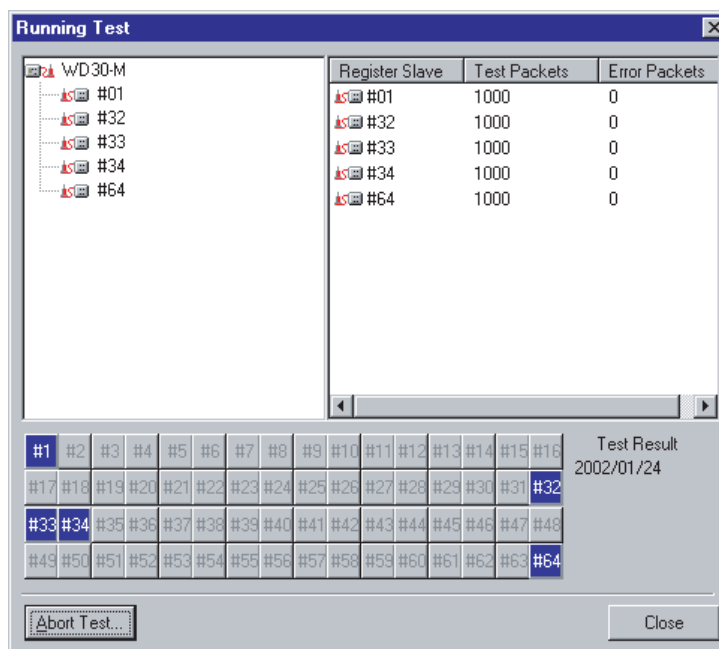 Running Test
WD30-M
#01
#32
#33
#34
#64
Register Slave Test Packets Error Packets
#01 1000 0
#32 1000 0
#33 1000 0
#34 1000 0
#64 1000 0
#1 #2 #3 #4 #5 #6 #7 #8 #9 #10 #11 #12 #13 #14 #15 #16
#17 #18 #19 #20 #21 #22 #23 #24 #25 #26 #27 #28 #29 #30 #31 #32
#33 #34 #35 #36 #37 #38 #39 #40 #41 #42 #43 #44 #45 #46 #47 #48
#49 #50 #51 #52 #53 #54 #55 #56 #57 #58 #59 #60 #61 #62 #63 #64
Test Result
2002/01/24
Abort Test...
Close